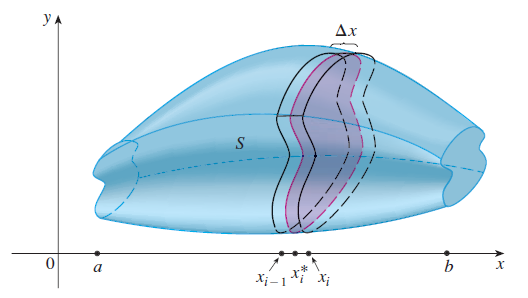 y
Δx
S
0 a x_{i-1} x_i^* x_i b x